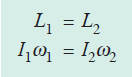 L₁ = L₂
I₁ω₁ = I₂ω₂